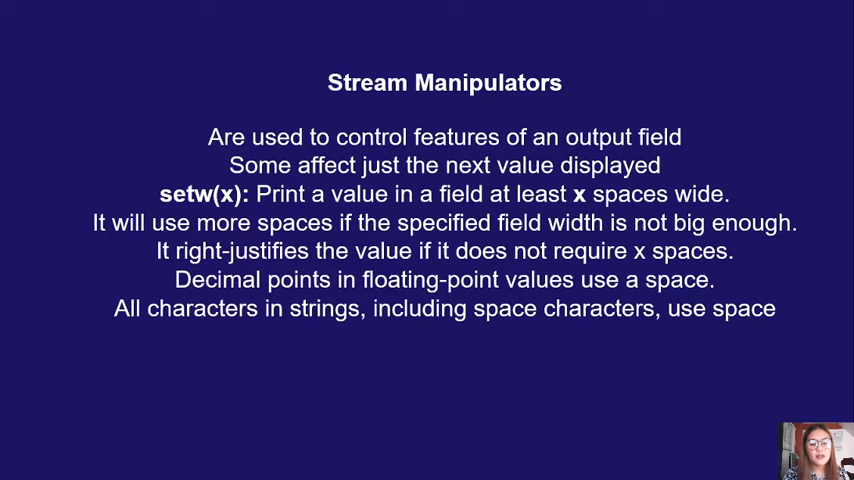 Stream Manipulators
Are used to control features of an output field
Some affect just the next value displayed
setw(x): Print a value in a field at least x spaces wide.
It will use more spaces if the specified field width is not big enough.
It right-justifies the value if it does not require x spaces.
Decimal points in floating-point values use a space.
All characters in strings, including space characters, use space